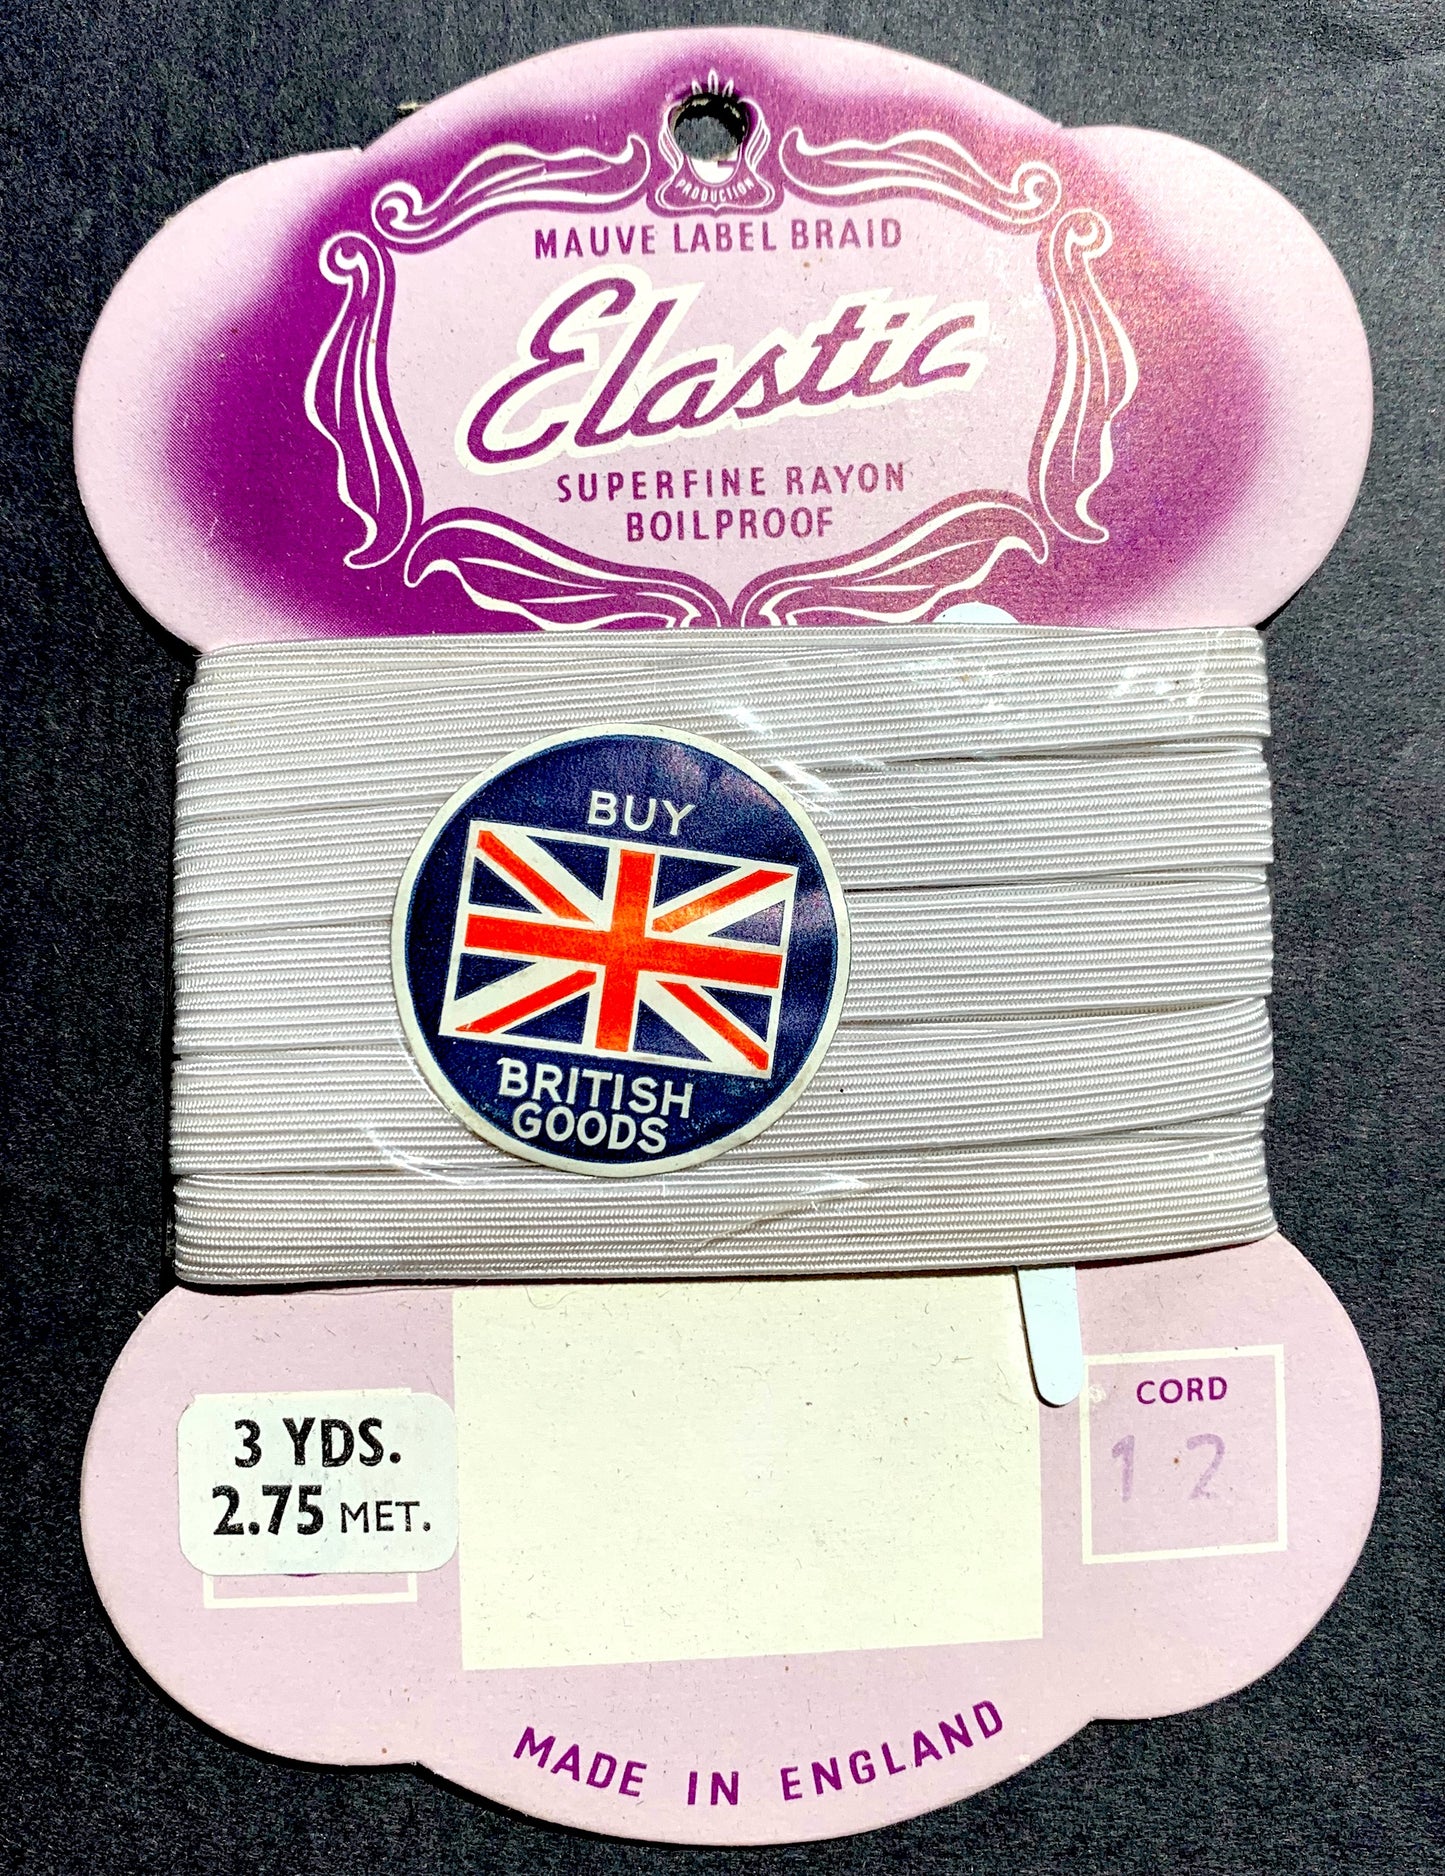 PRODUCTION
MAUVE LABEL BRAID
Elastic
SUPERFINE RAYON
BOILPROOF
BUY
BRITISH
GOODS
3 YDS.
2.75 MET.
CORD
12
MADE IN ENGLAND